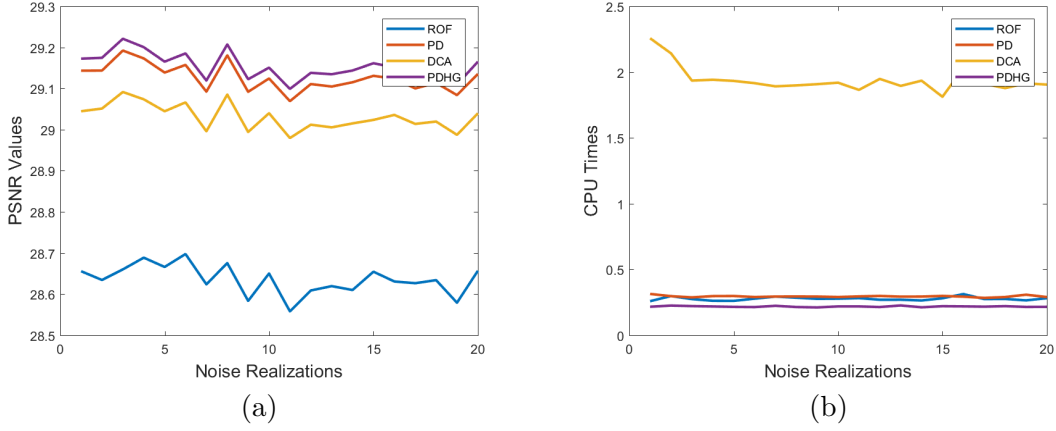 29.3
29.2
29.1
29
28.9
28.8
28.7
28.6
28.5
PSNR Values
0 5 10 15 20
Noise Realizations
ROF
PD
DCA
PDHG
(a)
2.5
2
1.5
1
0.5
0
CPU Times
0 5 10 15 20
Noise Realizations
ROF
PD
DCA
PDHG
(b)